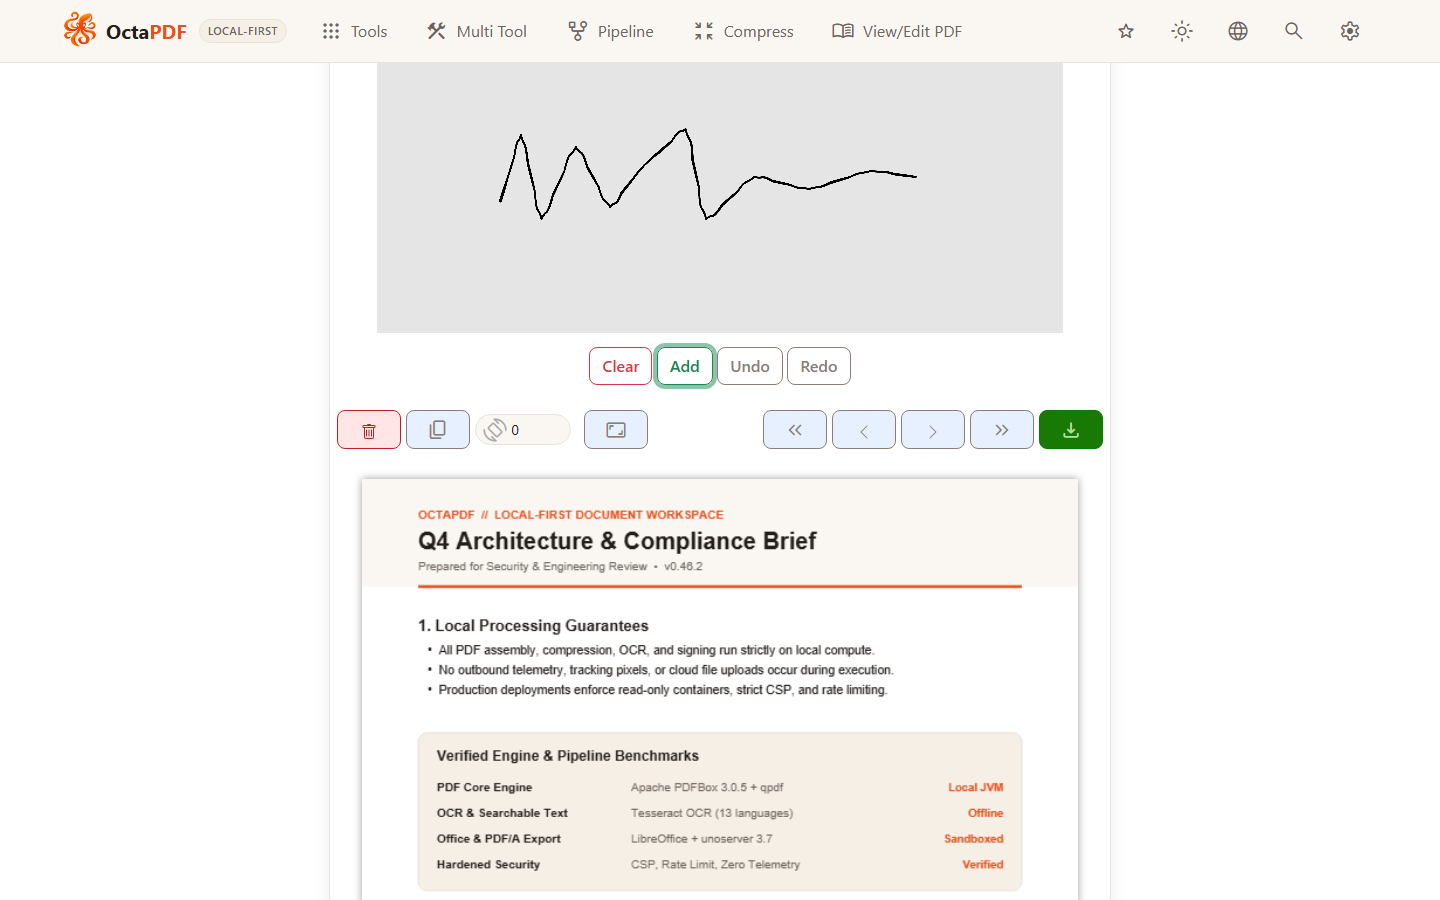 OctaPDF LOCAL-FIRST Tools Multi Tool Pipeline Compress View/Edit PDF
Clear Add Undo Redo
0
OCTAPDF // LOCAL-FIRST DOCUMENT WORKSPACE
Q4 Architecture & Compliance Brief
Prepared for Security & Engineering Review • v0.46.2
1. Local Processing Guarantees
• All PDF assembly, compression, OCR, and signing run strictly on local compute.
• No outbound telemetry, tracking pixels, or cloud file uploads occur during execution.
• Production deployments enforce read-only containers, strict CSP, and rate limiting.
Verified Engine & Pipeline Benchmarks
PDF Core Engine Apache PDFBox 3.0.5 + qpdf Local JVM
OCR & Searchable Text Tesseract OCR (13 languages) Offline
Office & PDF/A Export LibreOffice + unoserver 3.7 Sandboxed
Hardened Security CSP, Rate Limit, Zero Telemetry Verified